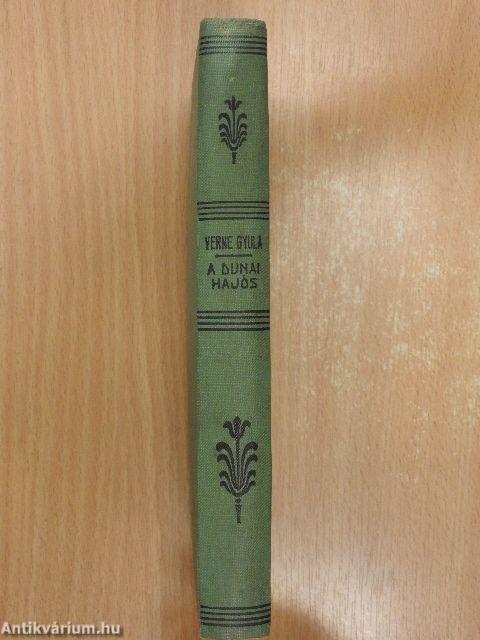 VERNE GYULA
A DUNAI
HAJÓS
Antikvárium.hu